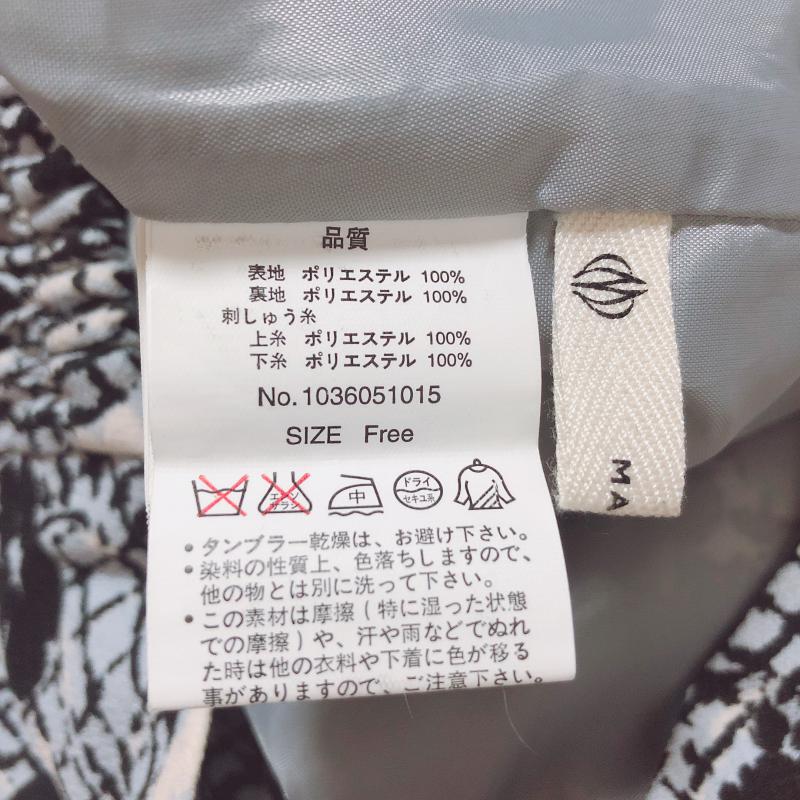 品質
表地 ポリエステル 100%
裏地 ポリエステル 100%
刺しゅう糸
上糸 ポリエステル 100%
下糸 ポリエステル 100%
No. 1036051015
SIZE Free
エンソ
サラシ
中
ドライ
セキユ系
• タンブラー乾燥は、お避け下さい。
• 染料の性質上、色落ちしますので、
他の物とは別に洗って下さい。
• この素材は摩擦(特に湿った状態
での摩擦)や、汗や雨などでぬれ
た時は他の衣料や下着に色が移る
事がありますので、ご注意下さい。
MA